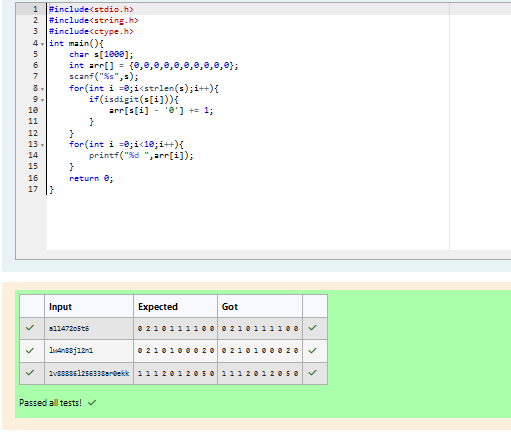 1 #include<stdio.h>
2 #include<string.h>
3 #include<ctype.h>
4 int main(){
5 char s[1000];
6 int arr[] = {0,0,0,0,0,0,0,0,0,0};
7 scanf("%s",s);
8 for(int i =0;i<strlen(s);i++){
9 if(isdigit(s[i])){
10 arr[s[i] - '0'] += 1;
11 }
12 }
13 for(int i =0;i<10;i++){
14 printf("%d ",arr[i]);
15 }
16 return 0;
17 }
Input Expected Got
a11472o5t6 0 2 1 0 1 1 1 1 0 0 0 2 1 0 1 1 1 1 0 0
lw4n88j12n1 0 2 1 0 1 0 0 0 2 0 0 2 1 0 1 0 0 0 2 0
1v88886l256338ar0ekk 1 1 1 2 0 1 2 0 5 0 1 1 1 2 0 1 2 0 5 0
Passed all tests!